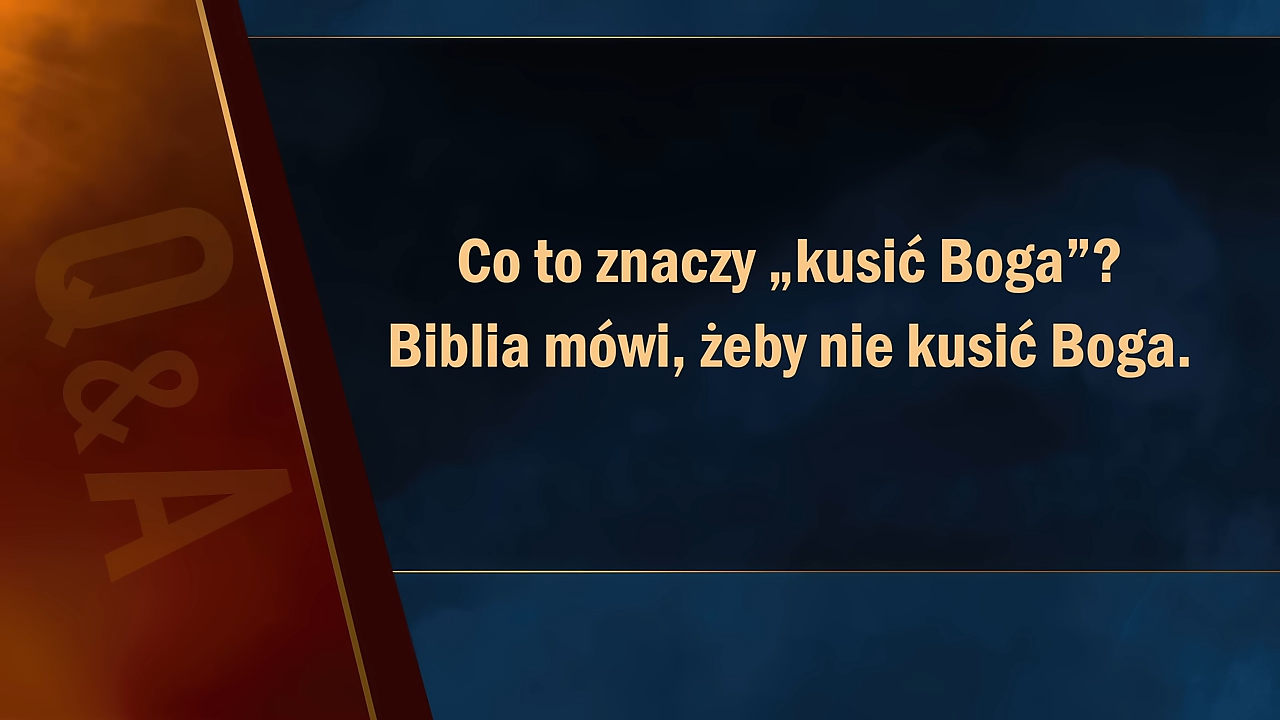 Q&A
Co to znaczy „kusić Boga”?
Biblia mówi, żeby nie kusić Boga.